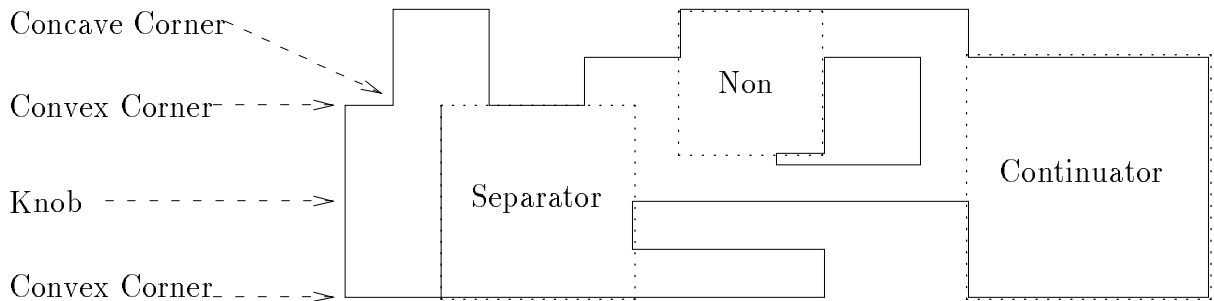 Concave Corner
Convex Corner
Knob
Convex Corner
Separator
Non
Continuator